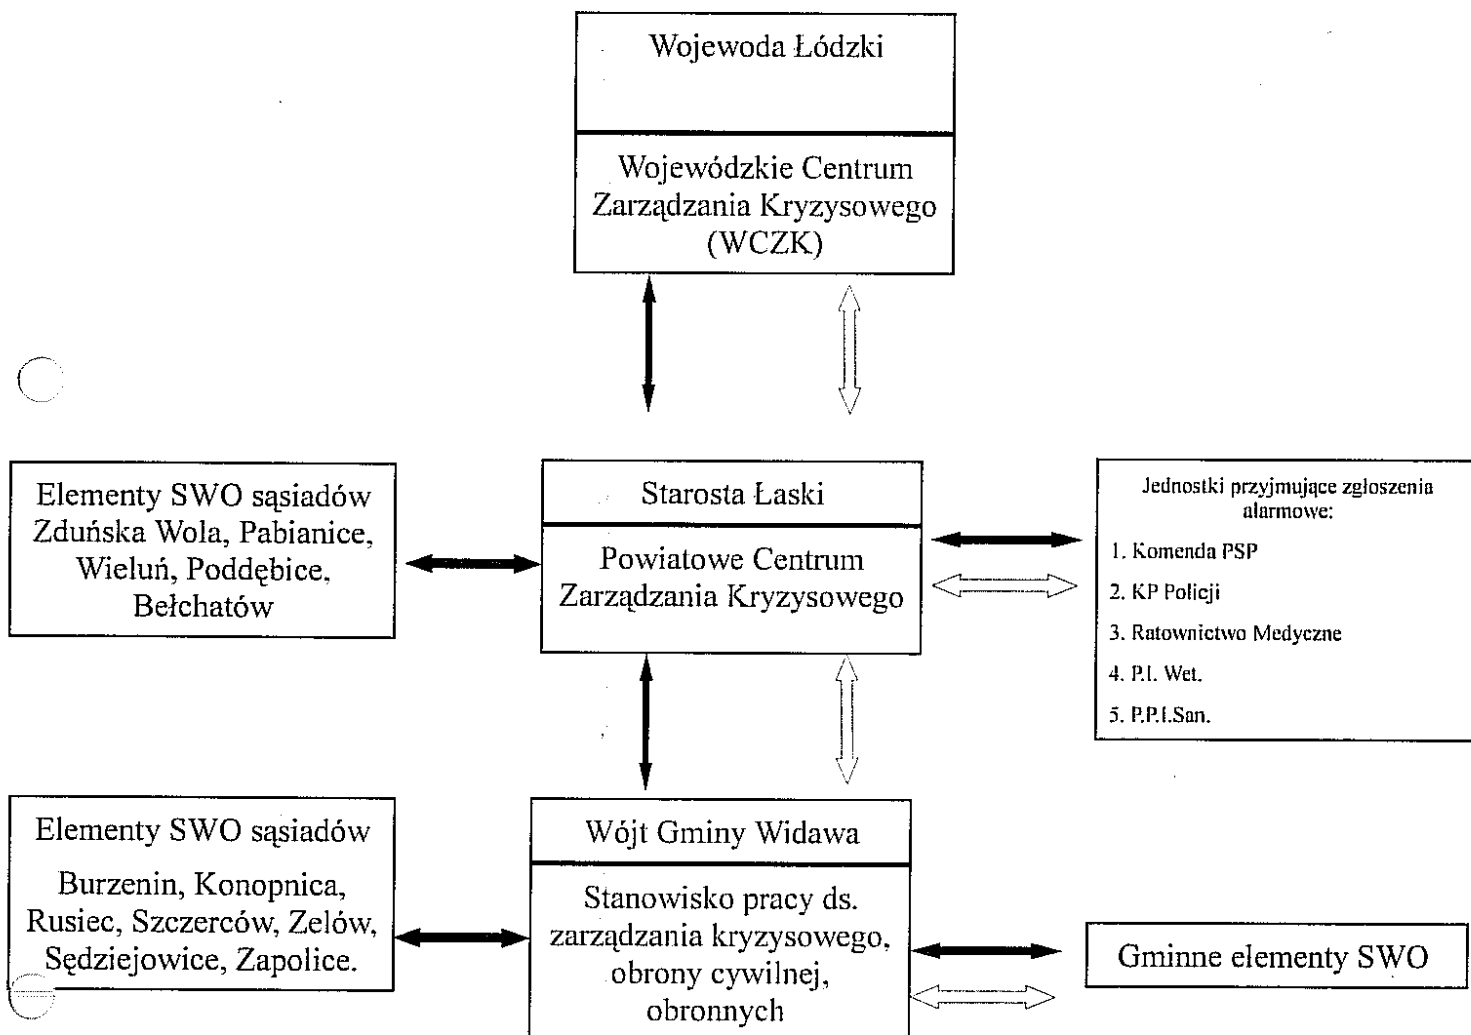 Wojewoda Łódzki
Wojewódzkie Centrum
Zarządzania Kryzysowego
(WCZK)
Elementy SWO sąsiadów
Zduńska Wola, Pabianice,
Wieluń, Poddębice,
Bełchatów
Starosta Łaski
Powiatowe Centrum
Zarządzania Kryzysowego
Jednostki przyjmujące zgłoszenia
alarmowe:
1. Komenda PSP
2. KP Policji
3. Ratownictwo Medyczne
4. P.I. Wet.
5. P.P.I.San.
Elementy SWO sąsiadów
Burzenin, Konopnica,
Rusiec, Szczerców, Zelów,
Sędziejowice, Zapolice.
Wójt Gminy Widawa
Stanowisko pracy ds.
zarządzania kryzysowego,
obrony cywilnej,
obronnych
Gminne elementy SWO